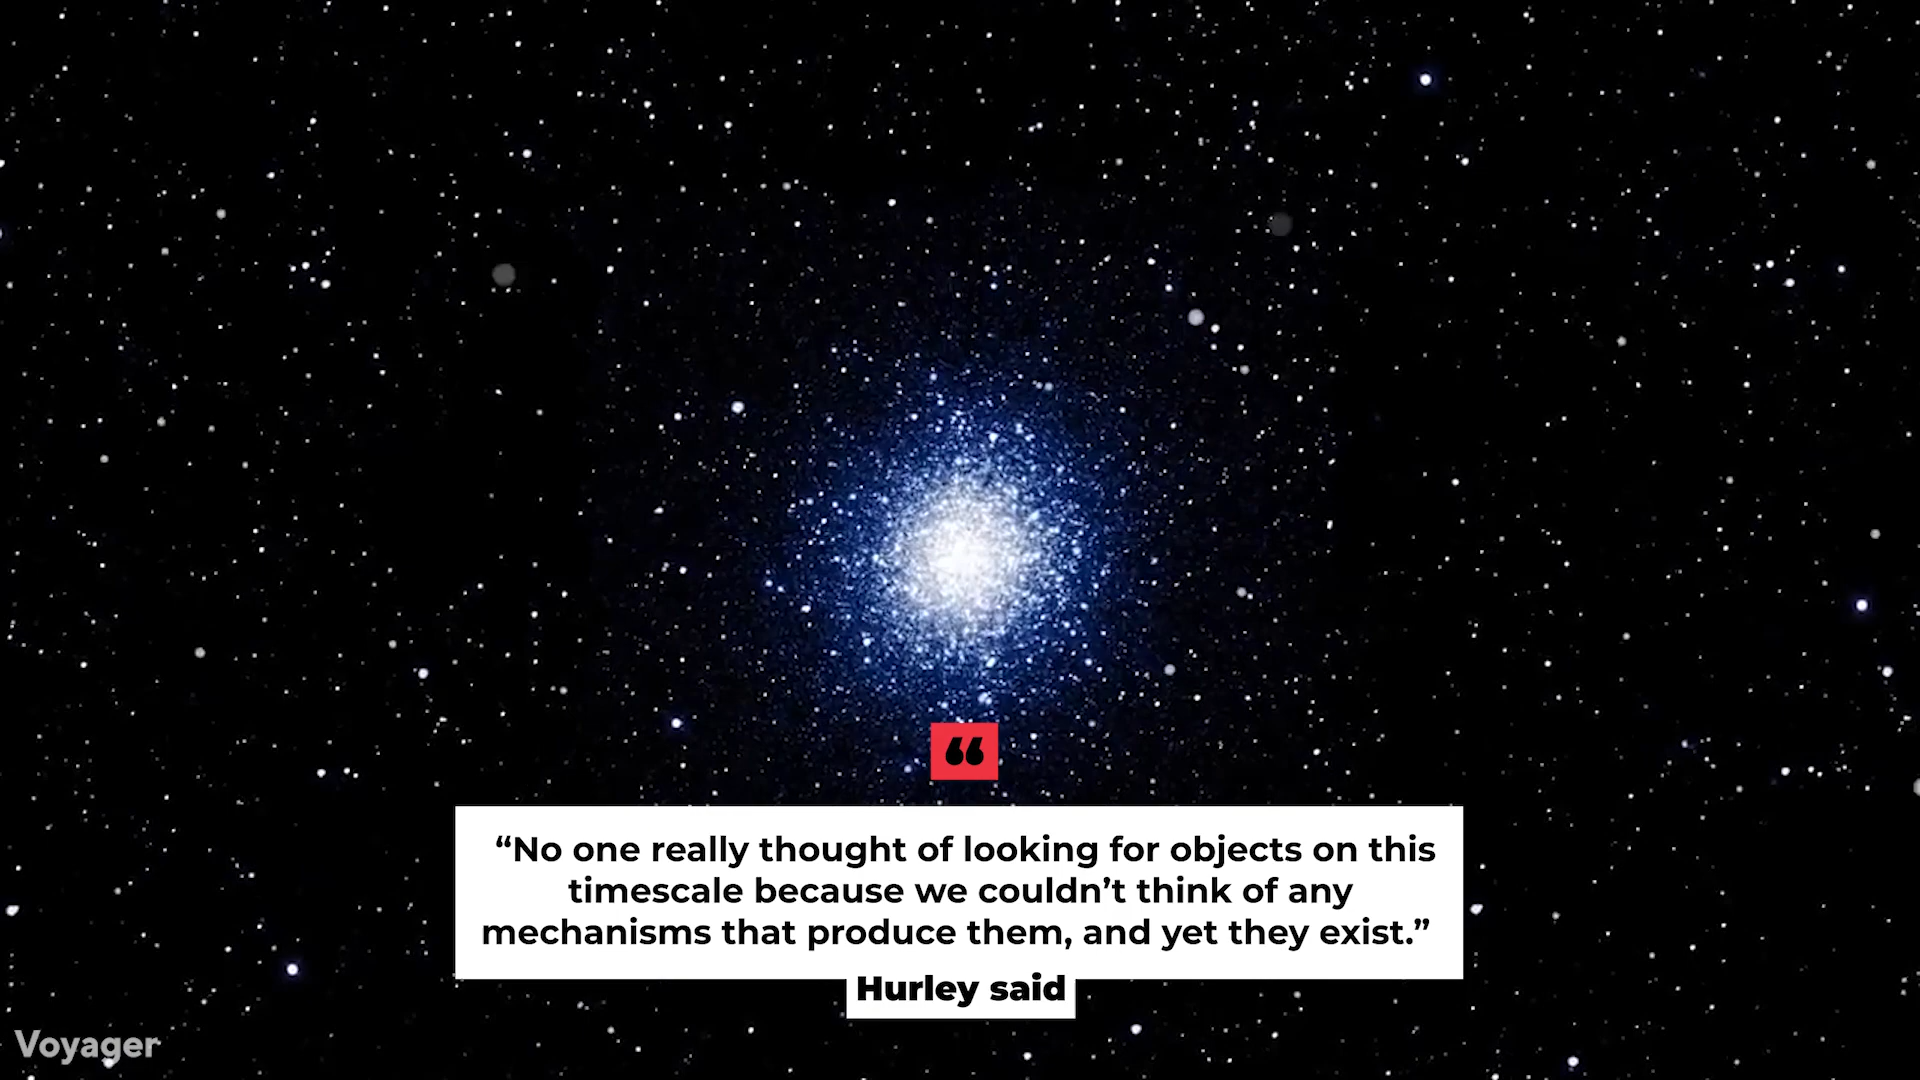 ❝
“No one really thought of looking for objects on this
timescale because we couldn’t think of any
mechanisms that produce them, and yet they exist.”
Hurley said
Voyager